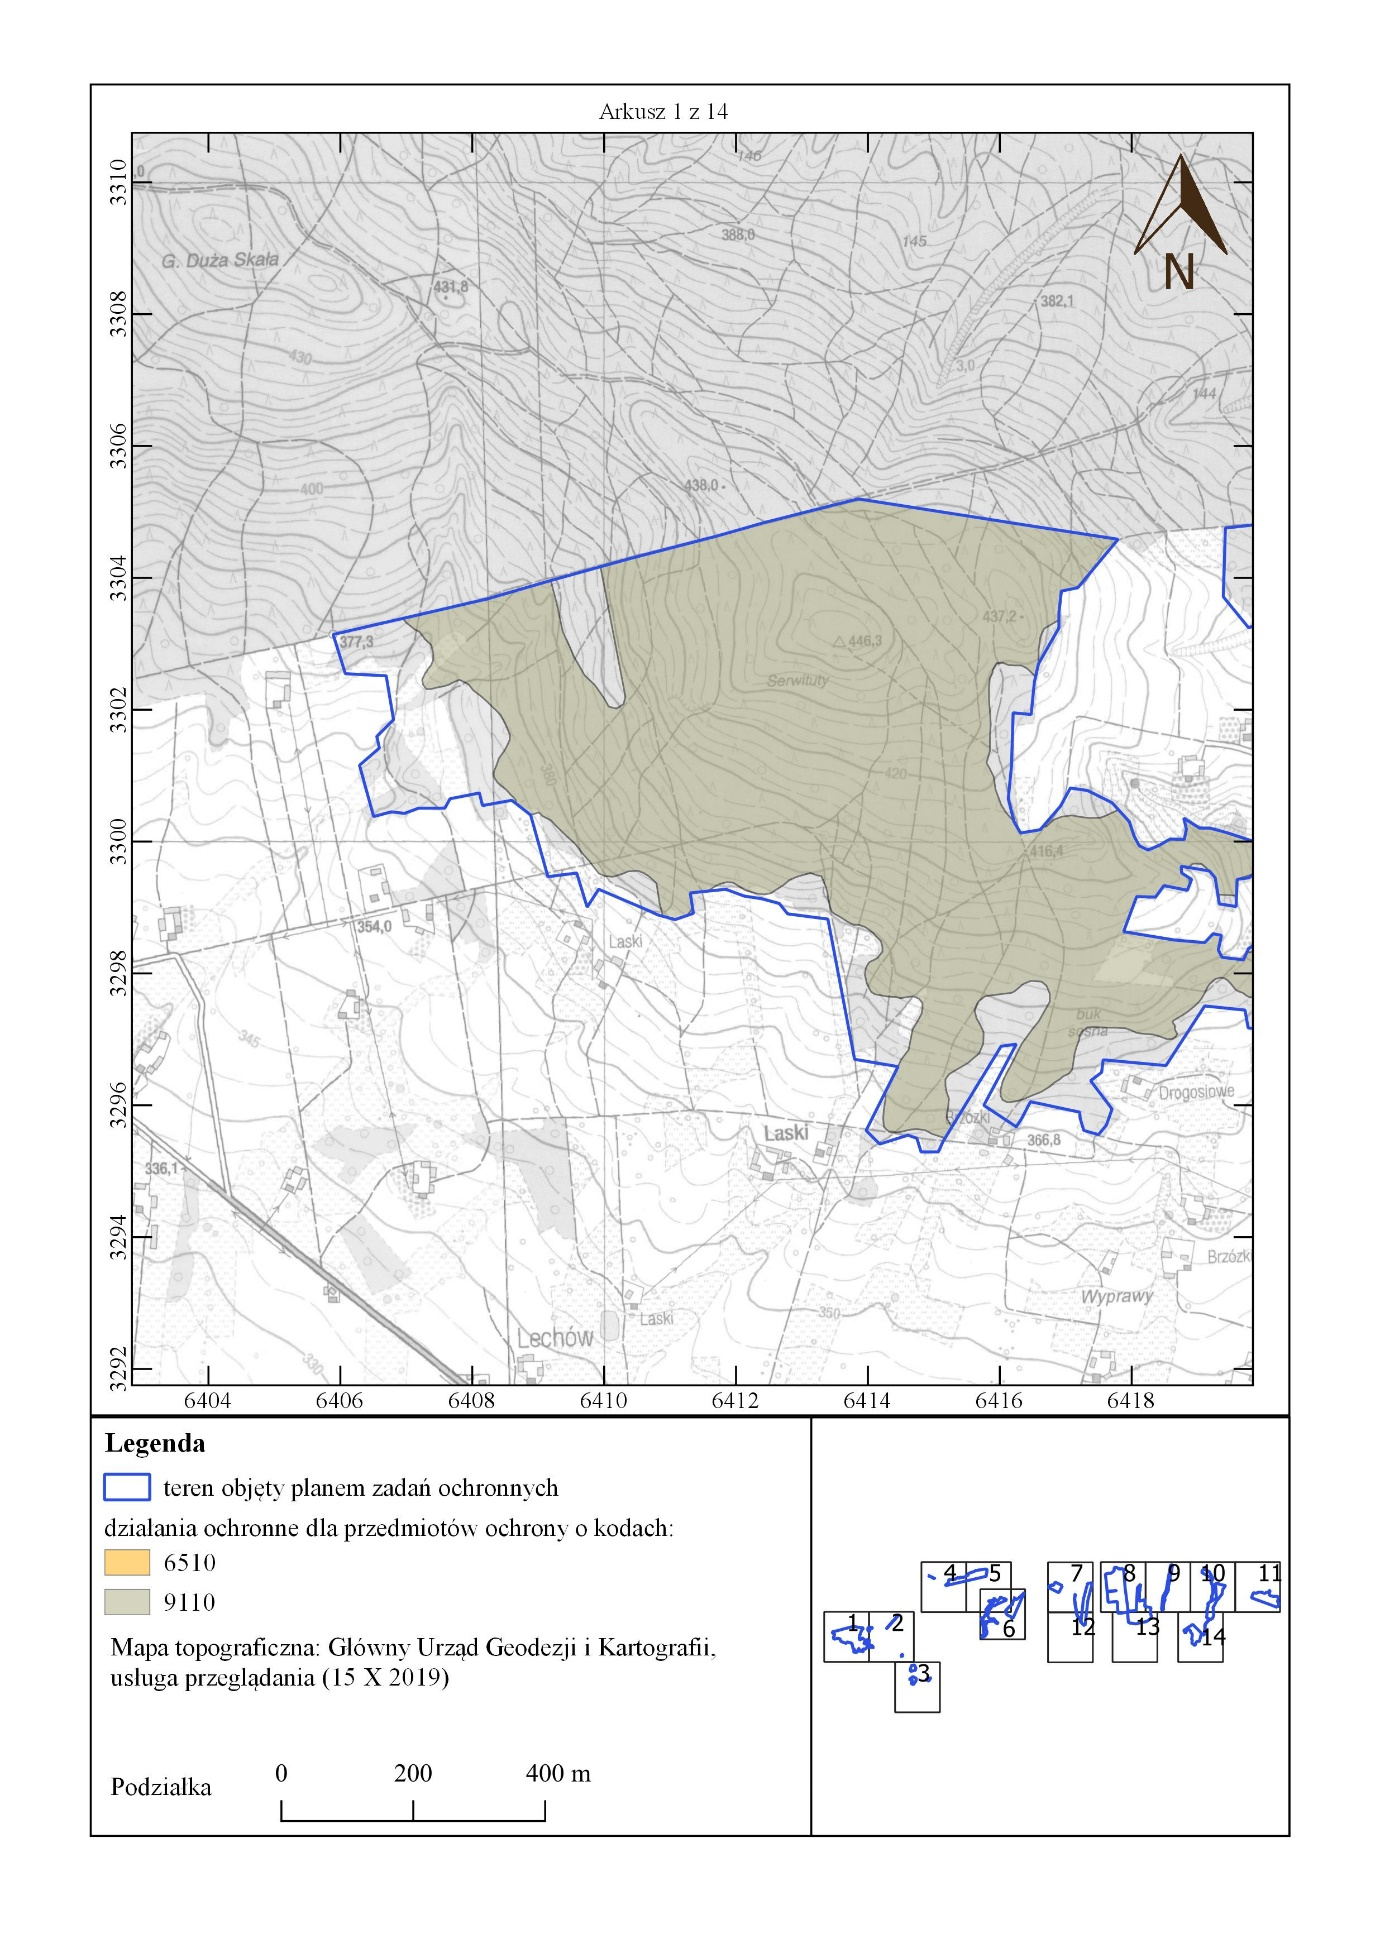 Arkusz 1 z 14
146
,0
3310
388,0
145
G. Duża Skała
N
431,8
382,1
3308
430
3,0
144
3306
438,0
400
3304
437,2
377,3
446,3
Serwituty
3302
380
420
3300
416,4
354,0
Laski
3298
buk
sosna
345
Drogosiowe
3296
Brzózki
Laski
366,8
336,1
3294
Brzózki
Wyprawy
350
Laski
Lechów
330
3292
6404
6406
6408
6410
6412
6414
6416
6418
Legenda
teren objęty planem zadań ochronnych
działania ochronne dla przedmiotów ochrony o kodach:
6510
9110
Mapa topograficzna: Główny Urząd Geodezji i Kartografii,
usługa przeglądania (15 X 2019)
Podziałka
0
200
400 m
4
5
7
8
9
10
11
1
2
6
12
13
14
3